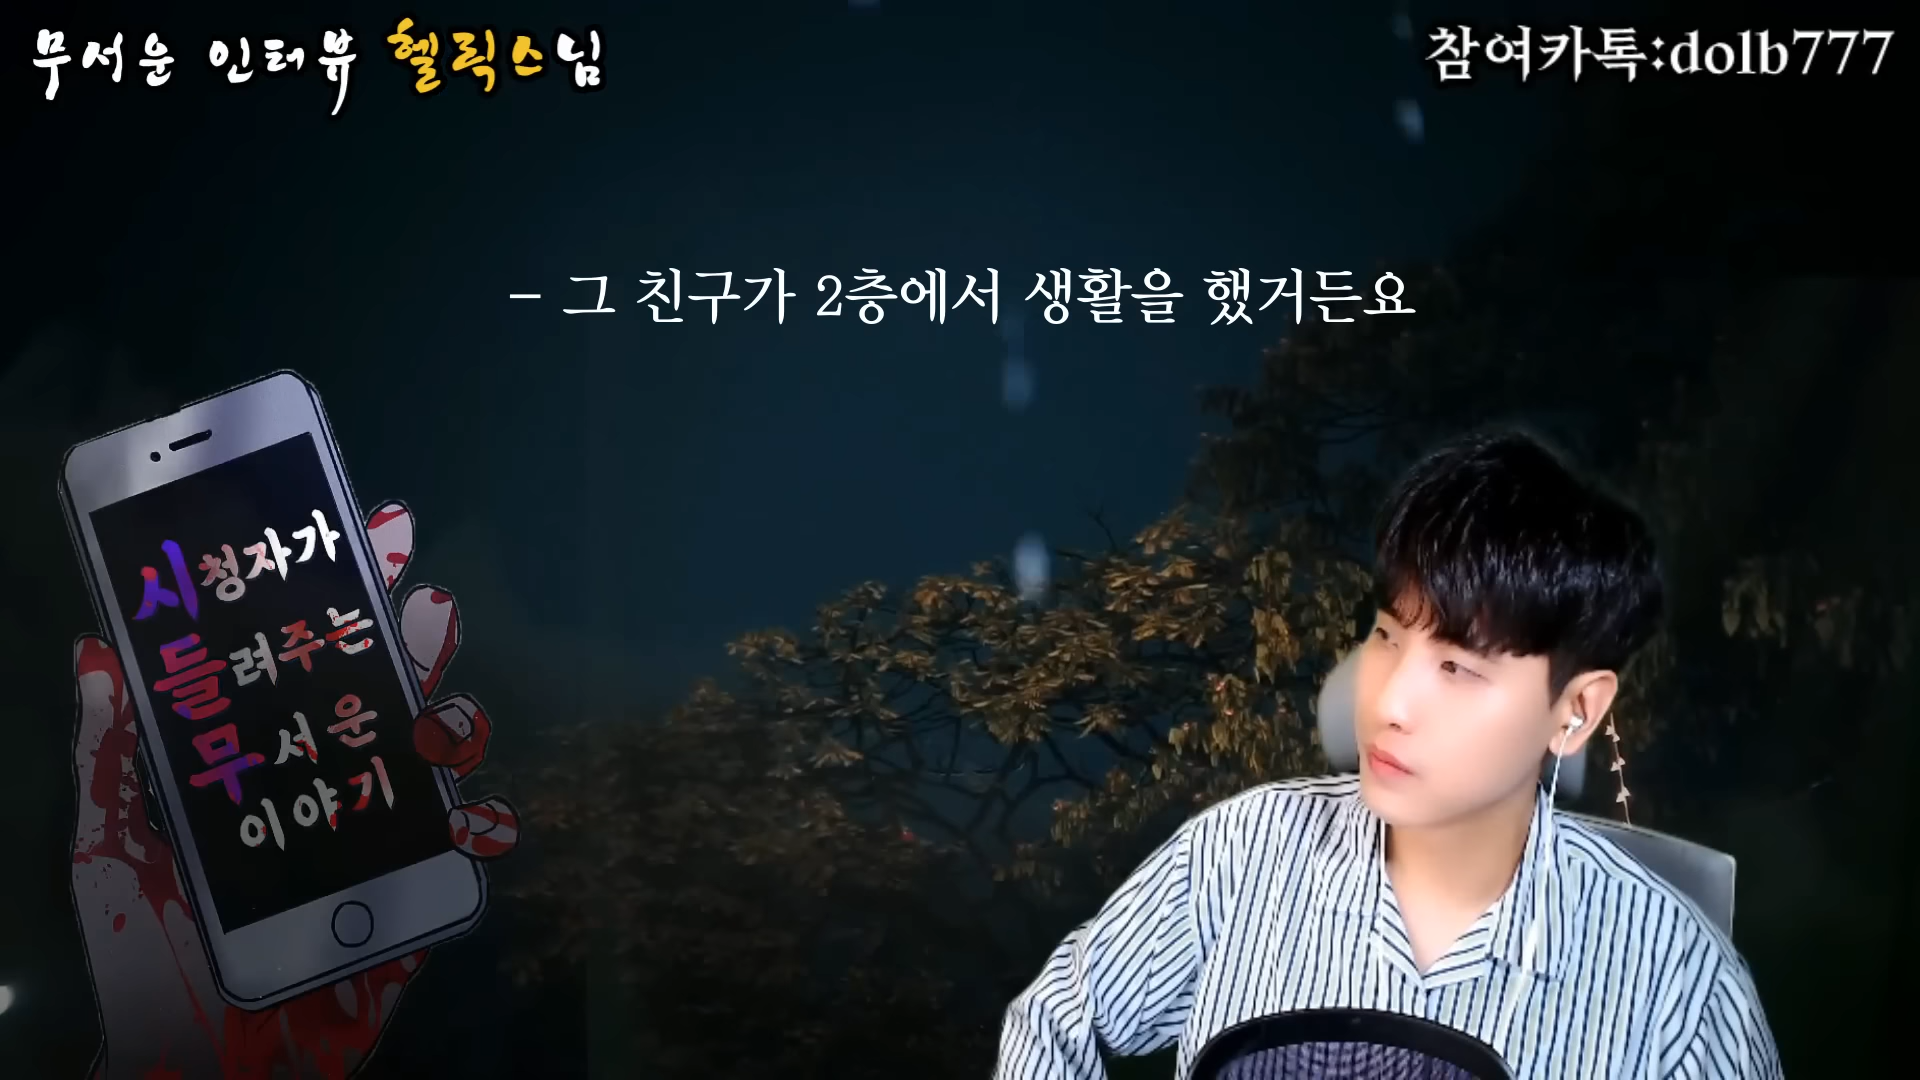 무서운 인터뷰 헬릭스님
참여카톡:dolb777
- 그 친구가 2층에서 생활을 했거든요
시청자가
들려주는
무서운
이야기